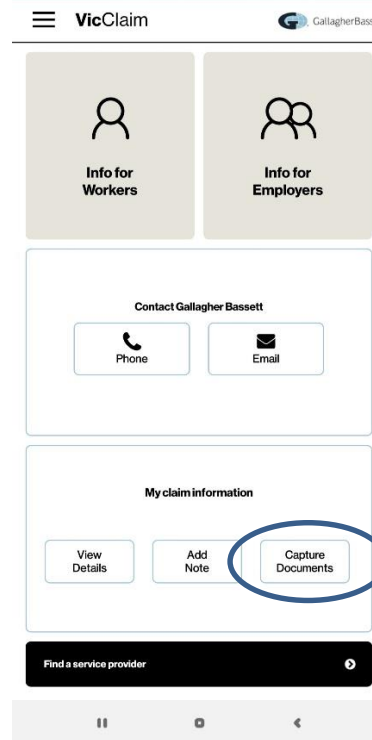 VicClaim
GallagherBass
Info for
Workers
Info for
Employers
Contact Gallagher Bassett
Phone
Email
My claim information
View
Details
Add
Note
Capture
Documents
Find a service provider